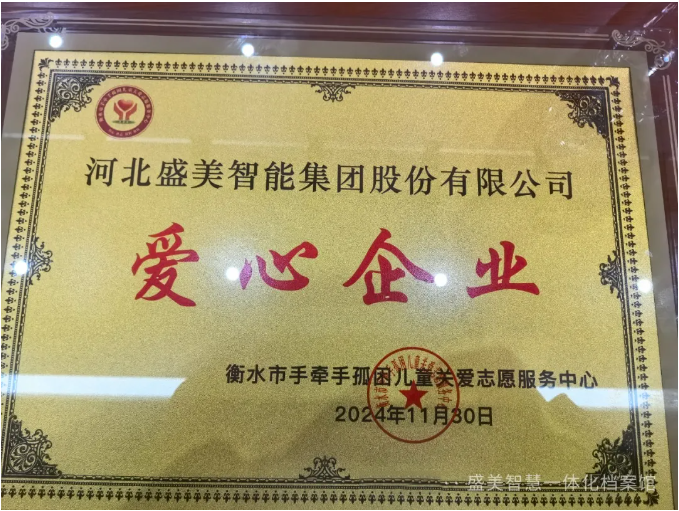 河北盛美智能集团股份有限公司
爱心企业
衡水市手牵手孤困儿童关爱志愿服务中心
2024年11月30日
盛美智慧一体化档案馆